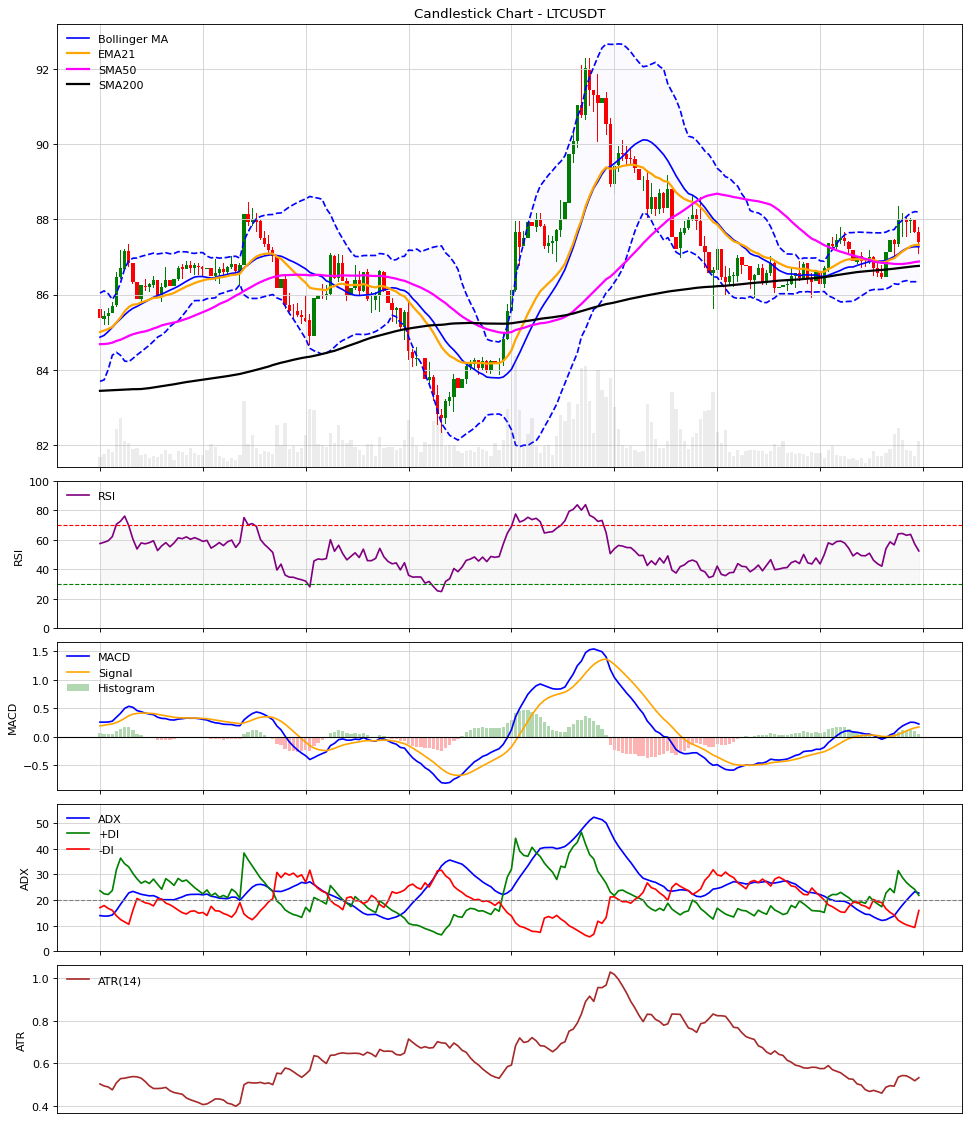 Candlestick Chart - LTCUSDT
Bollinger MA
EMA21
SMA50
SMA200
92
90
88
86
84
82
RSI
100
80
60
40
20
0
RSI
MACD
Signal
Histogram
1.5
1.0
0.5
0.0
−0.5
MACD
ADX
+DI
-DI
50
40
30
20
10
0
ADX
ATR(14)
1.0
0.8
0.6
0.4
ATR